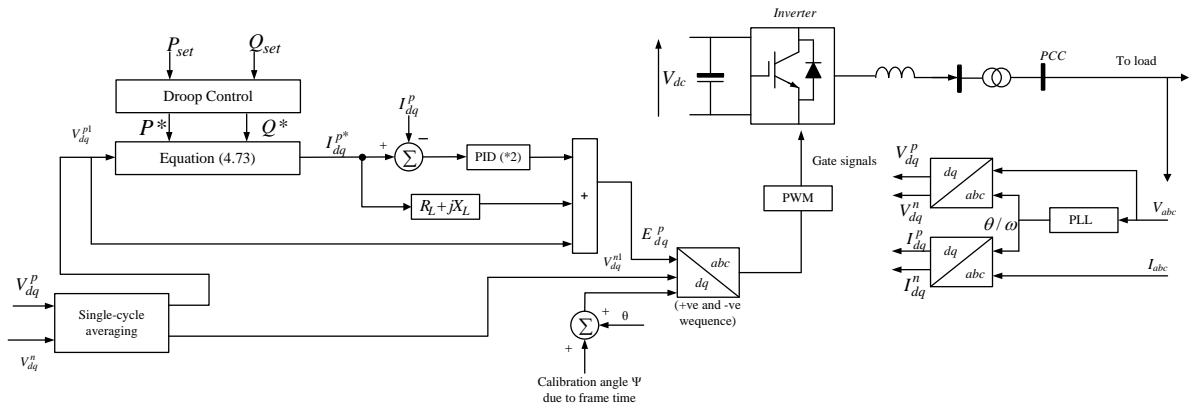 Inverter
P_set
Q_set
V_dc
PCC
To load
Droop Control
P*
Q*
I_dq^p
V_dq^p1
Equation (4.73)
I_dq^p*
+
−
Σ
PID (*2)
Gate signals
V_dq^p
dq
abc
R_L + jX_L
+
PWM
V_dq^n
θ/ω
PLL
V_abc
E_dq^p
I_dq^p
dq
abc
V_dq^n1
abc
dq
I_abc
I_dq^n
V_dq^p
Single-cycle
averaging
(+ve and -ve
wequence)
+
Σ
+
θ
+
V_dq^n
Calibration angle Ψ
due to frame time